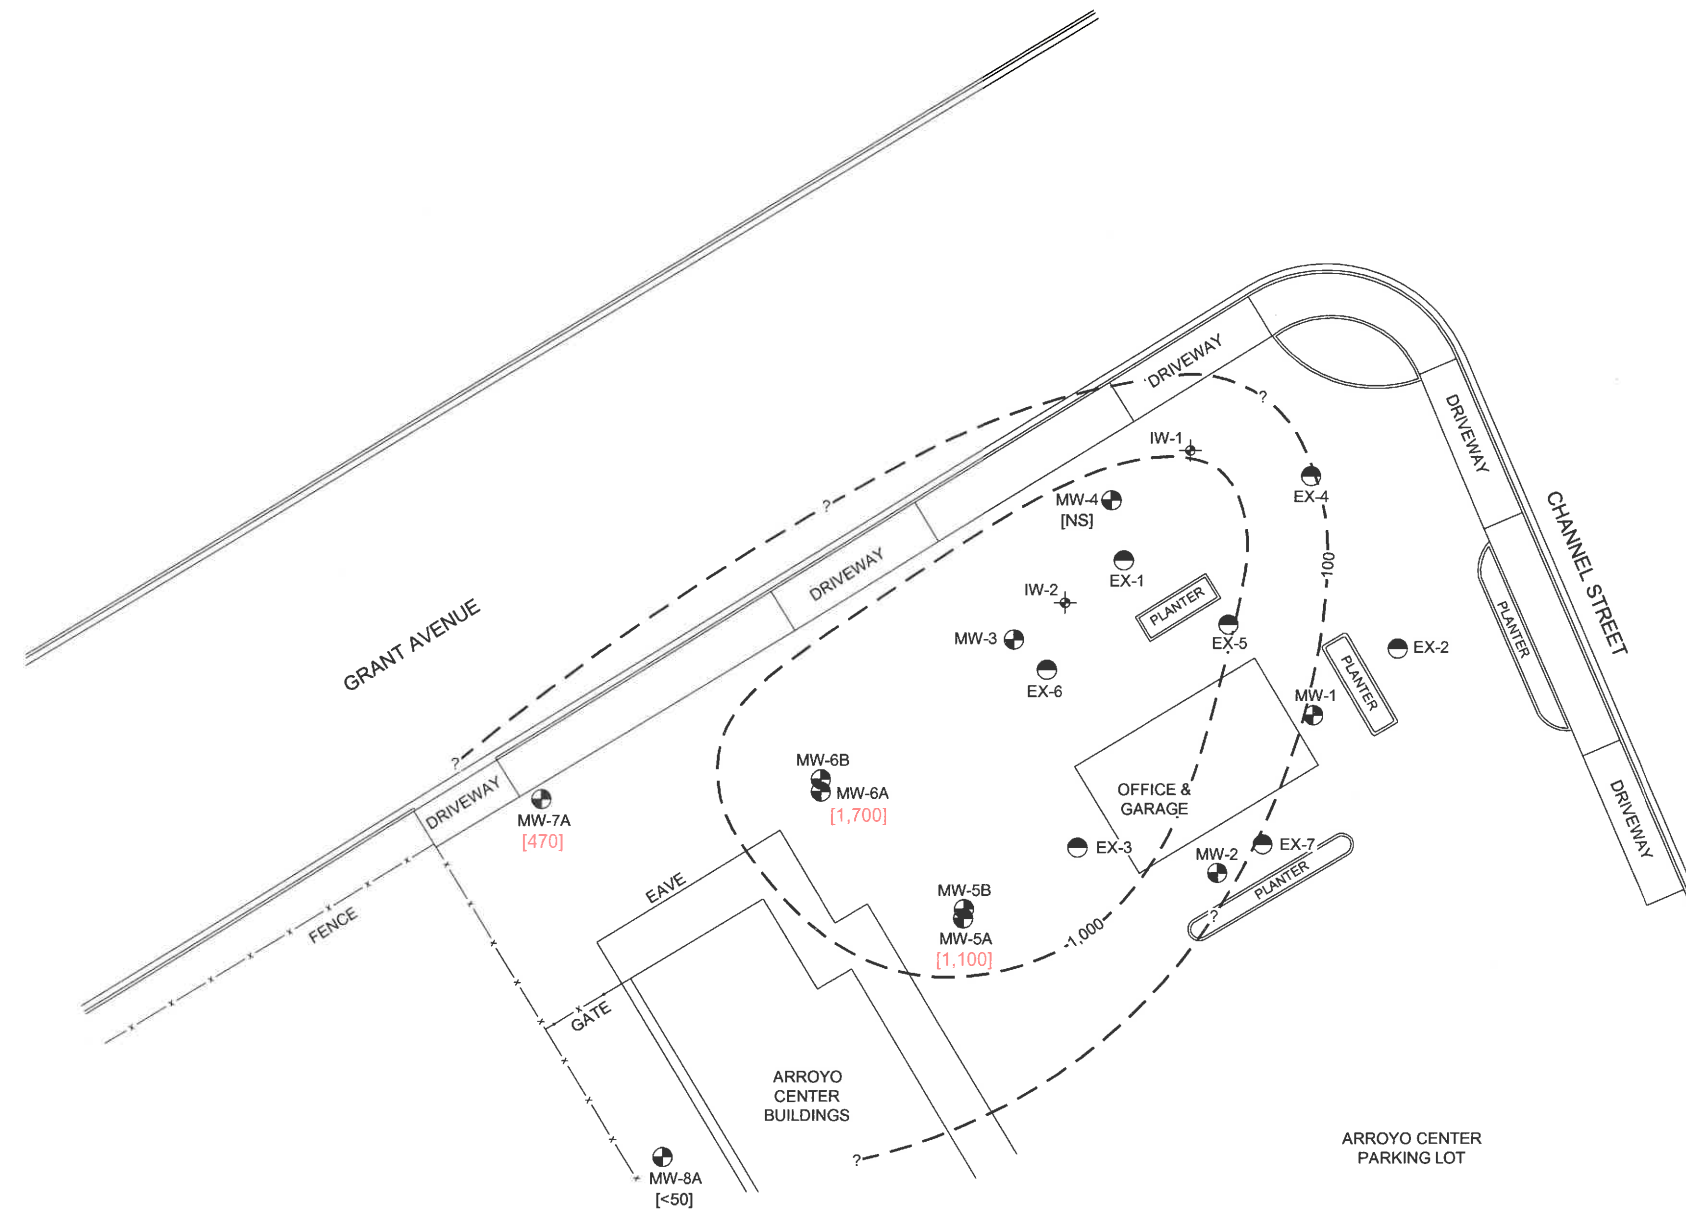 DRIVEWAY
?
DRIVEWAY
IW-1
EX-4
MW-4
[NS]
?
CHANNEL STREET
100
EX-1
DRIVEWAY
IW-2
PLANTER
GRANT AVENUE
PLANTER
MW-3
EX-5
EX-2
EX-6
PLANTER
MW-1
?
MW-6B
MW-6A
[1,700]
DRIVEWAY
OFFICE &
GARAGE
MW-7A
[470]
DRIVEWAY
EX-3
EX-7
MW-2
PLANTER
EAVE
MW-5B
MW-5A
[1,100]
1,000
?
FENCE
GATE
ARROYO
CENTER
BUILDINGS
?
ARROYO CENTER
PARKING LOT
MW-8A
[<50]